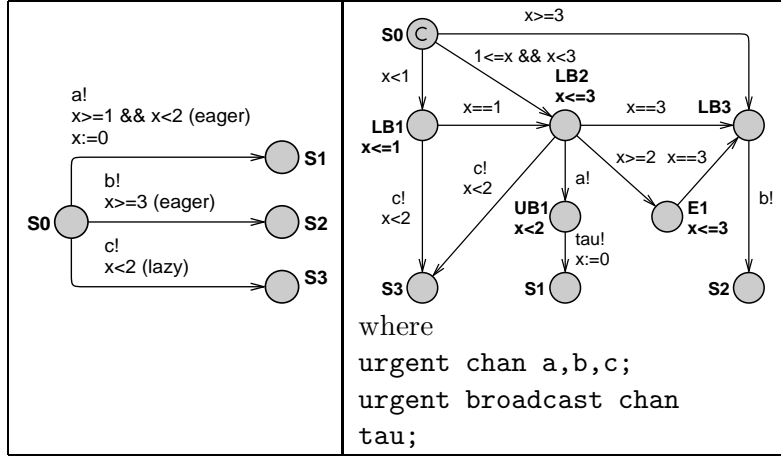 a!
x>=1 && x<2 (eager)
x:=0
S1
b!
x>=3 (eager)
S0
S2
c!
x<2 (lazy)
S3
x>=3
S0
C
1<=x && x<3
x<1
LB2
x<=3
LB1
x<=1
x==1
x==3
LB3
c!
x<2
c!
x<2
a!
x>=2
x==3
UB1
x<2
E1
x<=3
b!
tau!
x:=0
S3
S1
S2
where
urgent chan a,b,c;
urgent broadcast chan
tau;